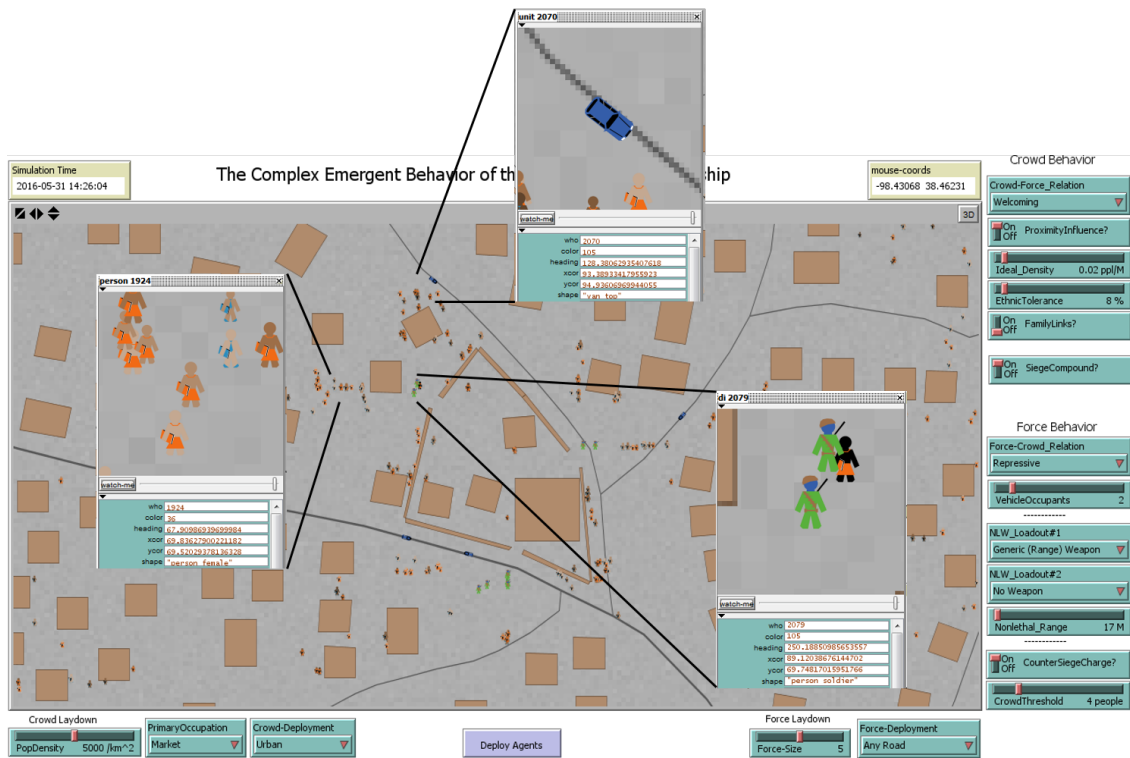 unit 2070
watch-me
who 2070
color 105
heading 128.38062935407618
xcor 93.38933417955923
ycor 94.93606969944055
shape "van top"
Simulation Time
2016-05-31 14:26:04
The Complex Emergent Behavior of th
ship
mouse-coords
-98.43068 38.46231
3D
person 1924
watch-me
who 1924
color 36
heading 67.90986939699984
xcor 69.83627900221182
ycor 69.52029378136328
shape "person female"
di 2079
watch-me
who 2079
color 105
heading 250.18850985653557
xcor 89.12038676144702
ycor 69.74817015951766
shape "person soldier"
Crowd Behavior
Crowd-Force_Relation
Welcoming
On
Off
ProximityInfluence?
Ideal_Density 0.02 ppl/M
EthnicTolerance 8 %
On
Off
FamilyLinks?
On
Off
SiegeCompound?
Force Behavior
Force-Crowd_Relation
Repressive
VehicleOccupants 2
------------
NLW_Loadout#1
Generic (Range) Weapon
NLW_Loadout#2
No Weapon
Nonlethal_Range 17 M
------------
On
Off
CounterSiegeCharge?
CrowdThreshold 4 people
Crowd Laydown
PopDensity 5000 /km^2
PrimaryOccupation
Market
Crowd-Deployment
Urban
Deploy Agents
Force Laydown
Force-Size 5
Force-Deployment
Any Road